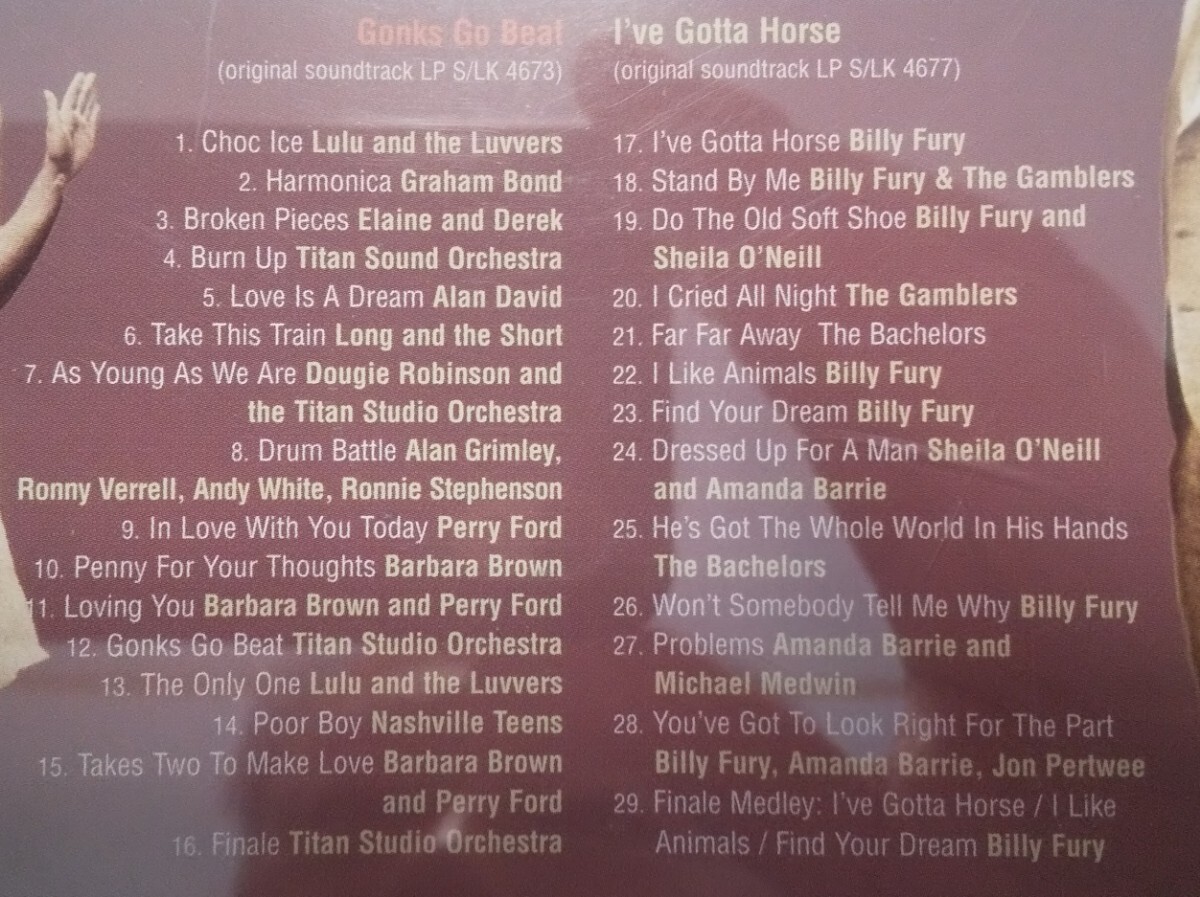 Gonks Go Beat
(original soundtrack LP S/LK 4673)
1. Choc Ice Lulu and the Luvvers
2. Harmonica Graham Bond
3. Broken Pieces Elaine and Derek
4. Burn Up Titan Sound Orchestra
5. Love Is A Dream Alan David
6. Take This Train Long and the Short
7. As Young As We Are Dougie Robinson and
the Titan Studio Orchestra
8. Drum Battle Alan Grimley,
Ronny Verrell, Andy White, Ronnie Stephenson
9. In Love With You Today Perry Ford
10. Penny For Your Thoughts Barbara Brown
11. Loving You Barbara Brown and Perry Ford
12. Gonks Go Beat Titan Studio Orchestra
13. The Only One Lulu and the Luvvers
14. Poor Boy Nashville Teens
15. Takes Two To Make Love Barbara Brown
and Perry Ford
16. Finale Titan Studio Orchestra
I've Gotta Horse
(original soundtrack LP S/LK 4677)
17. I've Gotta Horse Billy Fury
18. Stand By Me Billy Fury & The Gamblers
19. Do The Old Soft Shoe Billy Fury and
Sheila O'Neill
20. I Cried All Night The Gamblers
21. Far Far Away The Bachelors
22. I Like Animals Billy Fury
23. Find Your Dream Billy Fury
24. Dressed Up For A Man Sheila O'Neill
and Amanda Barrie
25. He's Got The Whole World In His Hands
The Bachelors
26. Won't Somebody Tell Me Why Billy Fury
27. Problems Amanda Barrie and
Michael Medwin
28. You've Got To Look Right For The Part
Billy Fury, Amanda Barrie, Jon Pertwee
29. Finale Medley: I've Gotta Horse / I Like
Animals / Find Your Dream Billy Fury